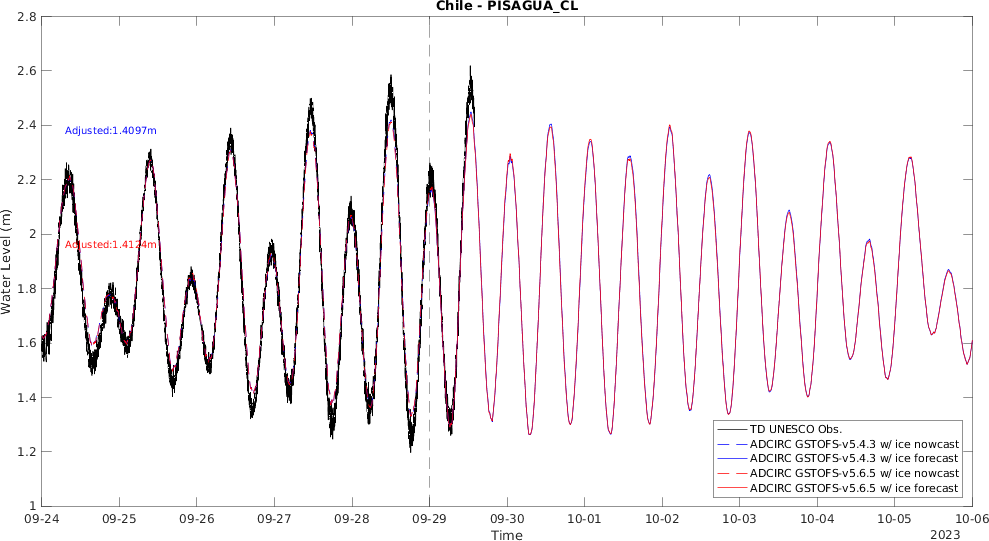 Chile - PISAGUA_CL
2.8
2.6
2.4
2.2
2
1.8
1.6
1.4
1.2
1
Water Level (m)
Adjusted:1.4097m
Adjusted:1.4124m
TD UNESCO Obs.
ADCIRC GSTOFS-v5.4.3 w/ ice nowcast
ADCIRC GSTOFS-v5.4.3 w/ ice forecast
ADCIRC GSTOFS-v5.6.5 w/ ice nowcast
ADCIRC GSTOFS-v5.6.5 w/ ice forecast
09-24 09-25 09-26 09-27 09-28 09-29 09-30 10-01 10-02 10-03 10-04 10-05 10-06
Time
2023